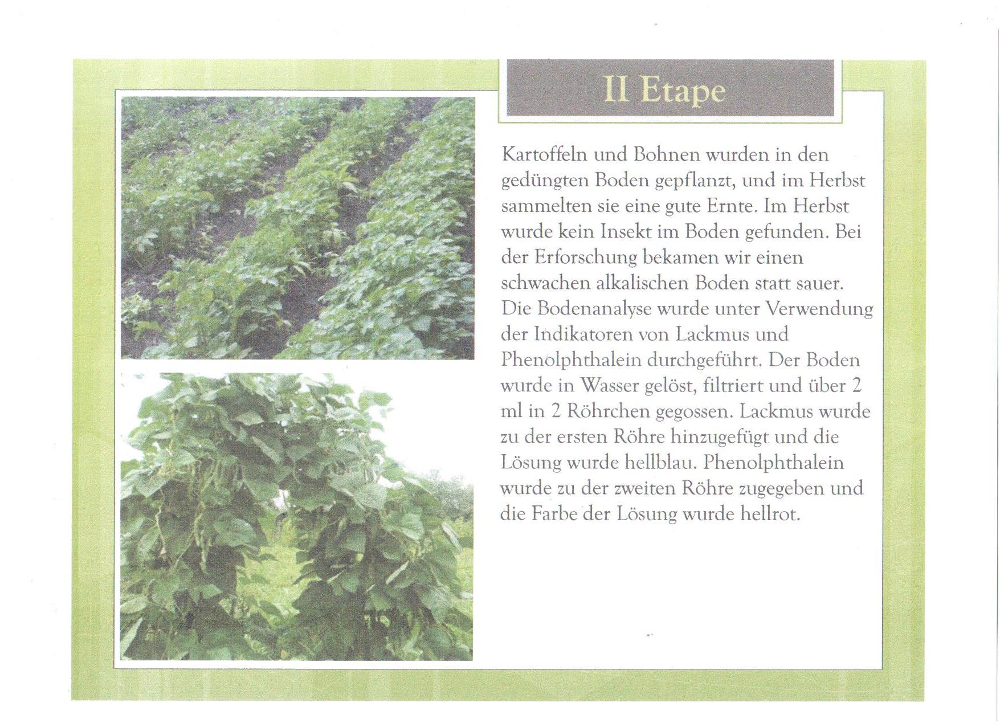 II Etape
Kartoffeln und Bohnen wurden in den
gedüngten Boden gepflanzt, und im Herbst
sammelten sie eine gute Ernte. Im Herbst
wurde kein Insekt im Boden gefunden. Bei
der Erforschung bekamen wir einen
schwachen alkalischen Boden statt sauer.
Die Bodenanalyse wurde unter Verwendung
der Indikatoren von Lackmus und
Phenolphthalein durchgeführt. Der Boden
wurde in Wasser gelöst, filtriert und über 2
ml in 2 Röhrchen gegossen. Lackmus wurde
zu der ersten Röhre hinzugefügt und die
Lösung wurde hellblau. Phenolphthalein
wurde zu der zweiten Röhre zugegeben und
die Farbe der Lösung wurde hellrot.